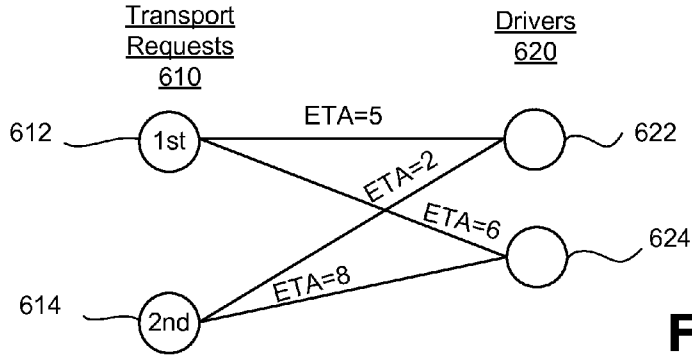 Transport
Requests
610
Drivers
620
612
1st
ETA=5
622
ETA=2
ETA=6
624
614
2nd
ETA=8
F